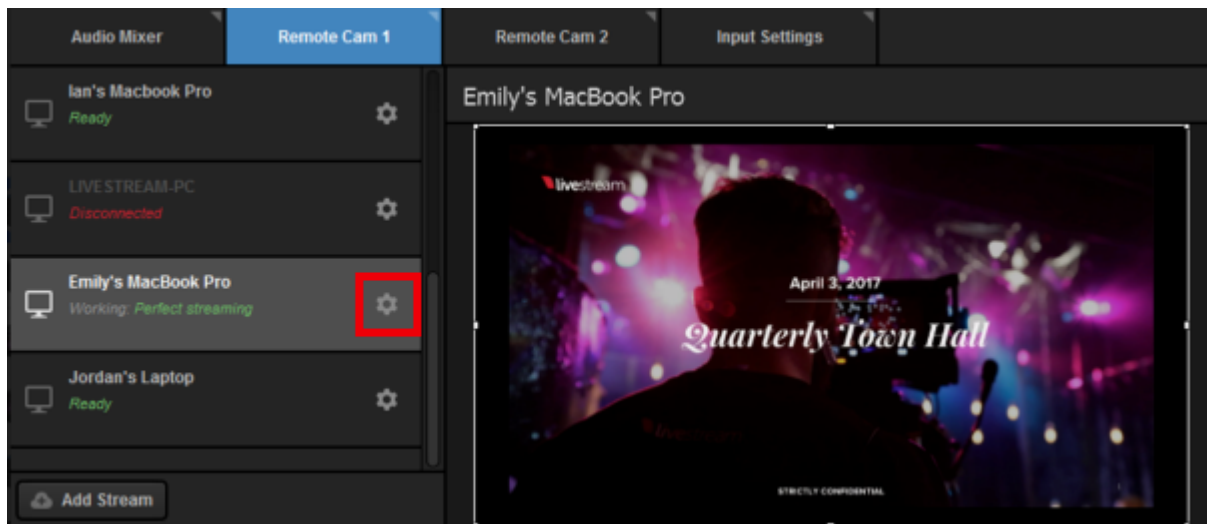 Audio Mixer
Remote Cam 1
Remote Cam 2
Input Settings
Ian's Macbook Pro
Ready
LIVESTREAM-PC
Disconnected
Emily's MacBook Pro
Working: Perfect streaming
Jordan's Laptop
Ready
Add Stream
Emily's MacBook Pro
livestream
April 3, 2017
Quarterly Town Hall
livestream
STRICTLY CONFIDENTIAL